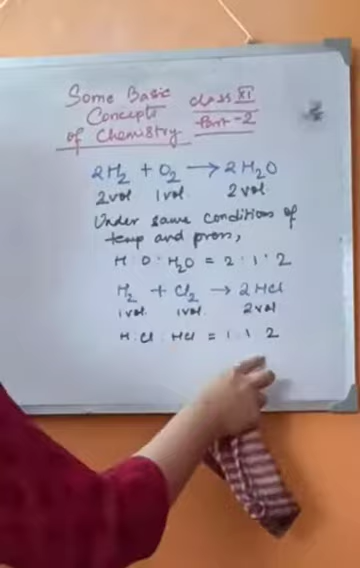 Some Basic class XI
Concepts Part-2
of Chemistry
2H₂ + O₂ → 2H₂O
2vol 1vol. 2vol.
Under same conditions of
temp and press,
H : O : H₂O = 2 : 1 : 2
H₂ + Cl₂ → 2HCl
1vol 1vol. 2vol
H : Cl : HCl = 1 : 1 : 2